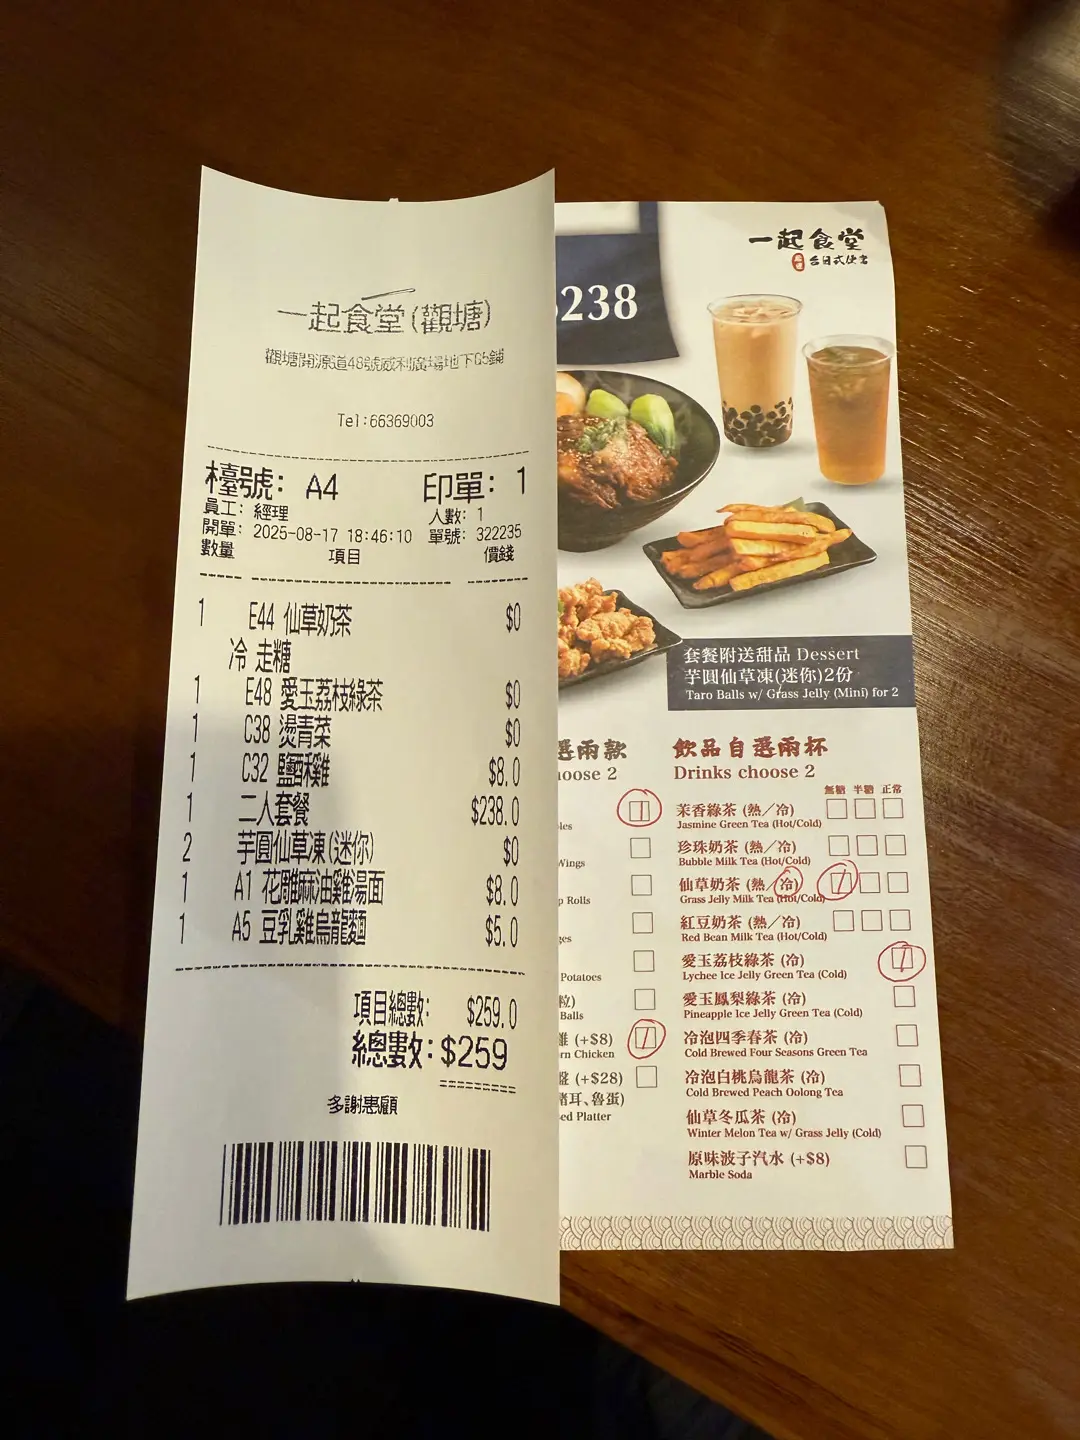 一起食堂(觀塘)
觀塘開源道48號威利廣場地下G5鋪
Tel:66369003
檯號: A4 印單: 1
員工: 經理 人數: 1
開單: 2025-08-17 18:46:10 單號: 322235
數量 項目 價錢
1 E44 仙草奶茶 $0
冷 走糖
1 E48 愛玉荔枝綠茶 $0
1 C38 燙青菜 $0
1 C32 鹽酥雞 $8.0
1 二人套餐 $238.0
2 芋圓仙草凍(迷你) $0
1 A1 花雕麻油雞湯面 $8.0
1 A5 豆乳雞烏龍麵 $5.0
項目總數: $259.0
總數: $259
多謝惠顧
一起食堂
台日式便當
238
套餐附送甜品 Dessert
芋圓仙草凍(迷你)2份
Taro Balls w/ Grass Jelly (Mini) for 2
選兩款
oose 2
les
Wings
p Rolls
ges
Potatoes
粒)
Balls
雞 (+$8)
rn Chicken
盤 (+$28)
豬耳、魯蛋)
ed Platter
飲品自選兩杯
Drinks choose 2
無糖 半糖 正常
茉香綠茶 (熱／冷)
Jasmine Green Tea (Hot/Cold)
珍珠奶茶 (熱／冷)
Bubble Milk Tea (Hot/Cold)
仙草奶茶 (熱／冷)
Grass Jelly Milk Tea (Hot/Cold)
紅豆奶茶 (熱／冷)
Red Bean Milk Tea (Hot/Cold)
愛玉荔枝綠茶 (冷)
Lychee Ice Jelly Green Tea (Cold)
愛玉鳳梨綠茶 (冷)
Pineapple Ice Jelly Green Tea (Cold)
冷泡四季春茶 (冷)
Cold Brewed Four Seasons Green Tea
冷泡白桃烏龍茶 (冷)
Cold Brewed Peach Oolong Tea
仙草冬瓜茶 (冷)
Winter Melon Tea w/ Grass Jelly (Cold)
原味波子汽水 (+$8)
Marble Soda